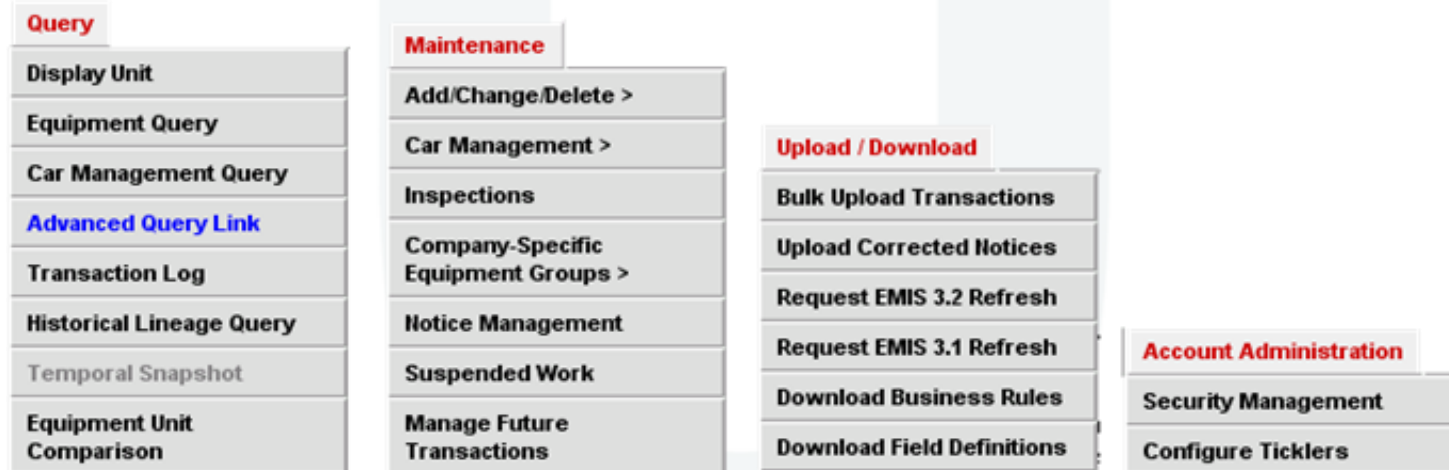 Query
Display Unit
Equipment Query
Car Management Query
Advanced Query Link
Transaction Log
Historical Lineage Query
Temporal Snapshot
Equipment Unit
Comparison
Maintenance
Add/Change/Delete >
Car Management >
Inspections
Company-Specific
Equipment Groups >
Notice Management
Suspended Work
Manage Future
Transactions
Upload / Download
Bulk Upload Transactions
Upload Corrected Notices
Request EMIS 3.2 Refresh
Request EMIS 3.1 Refresh
Download Business Rules
Download Field Definitions
Account Administration
Security Management
Configure Ticklers